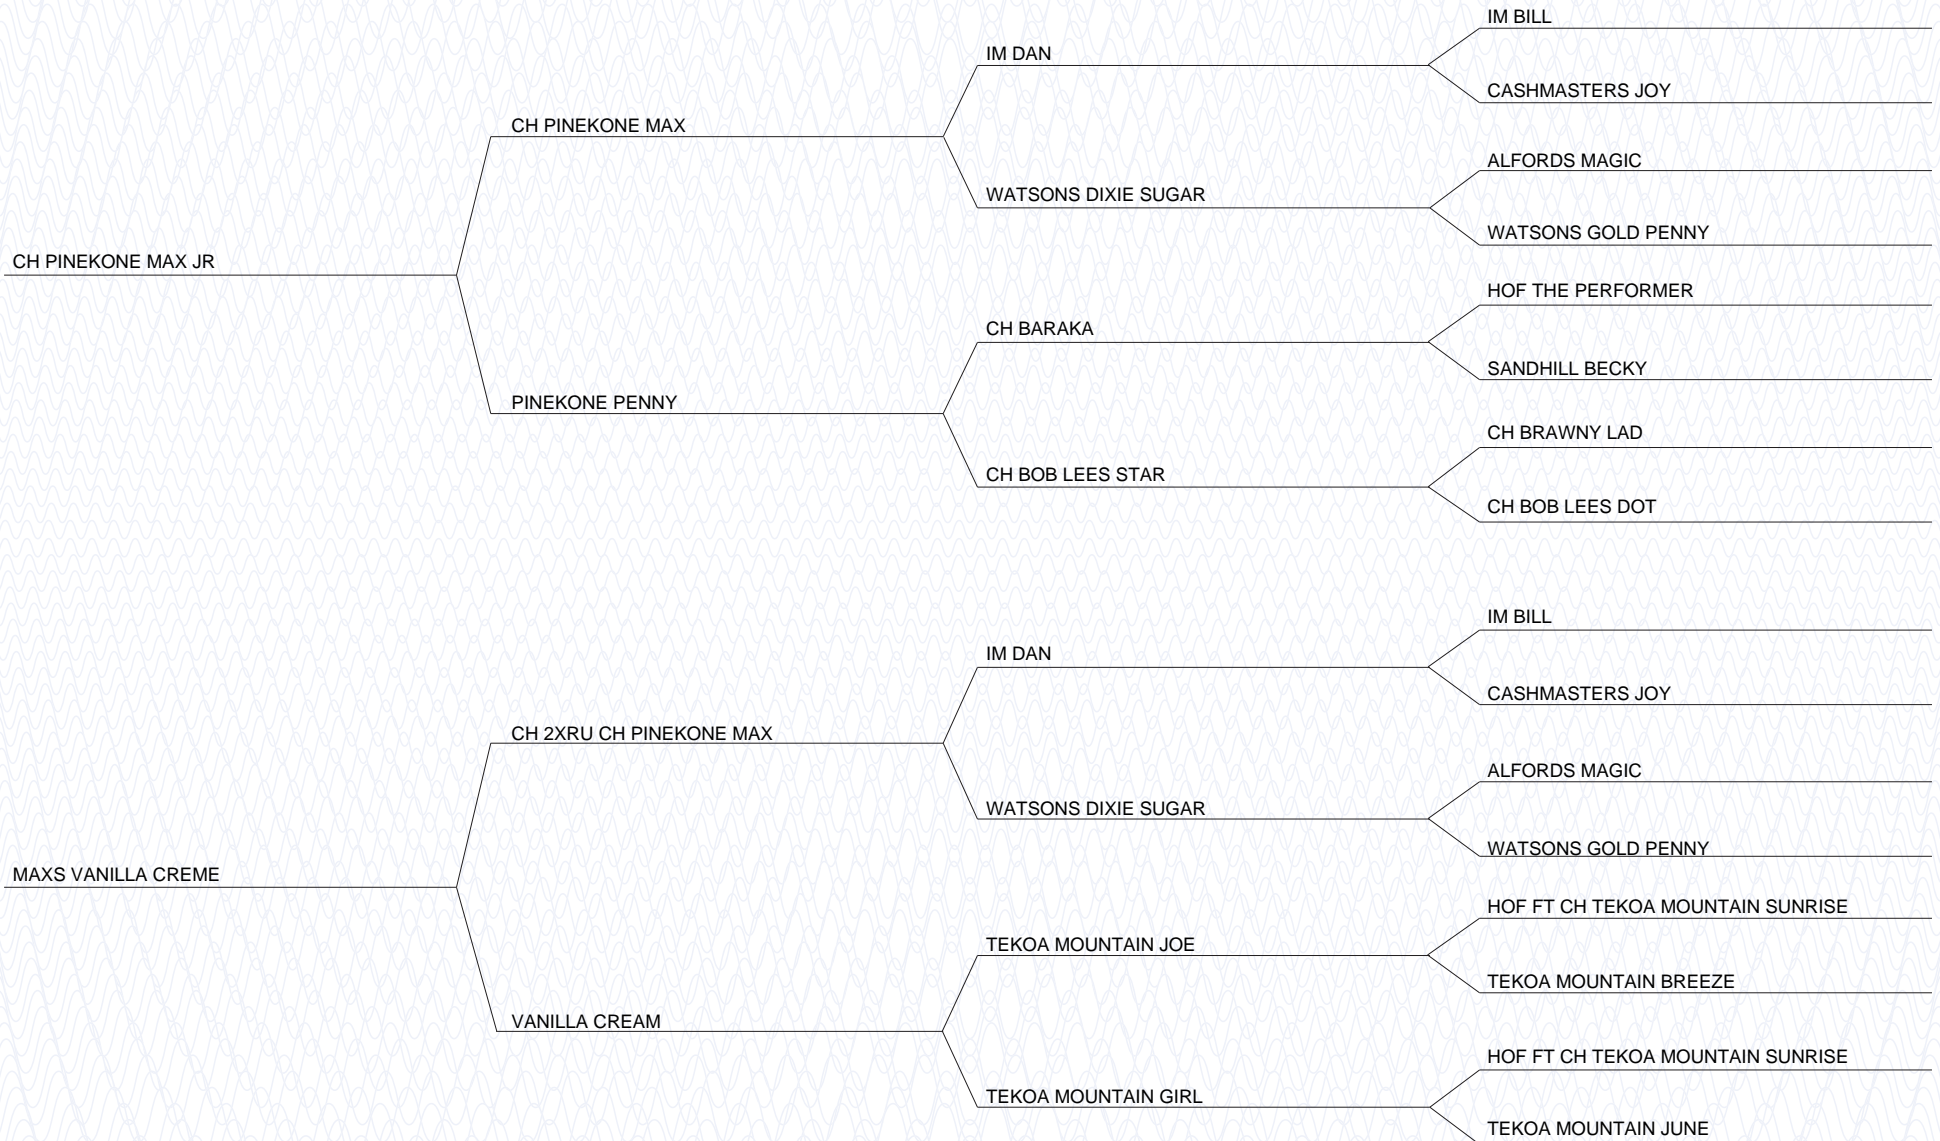 IM BILL
IM DAN
CASHMASTERS JOY
CH PINEKONE MAX
ALFORDS MAGIC
WATSONS DIXIE SUGAR
WATSONS GOLD PENNY
CH PINEKONE MAX JR
HOF THE PERFORMER
CH BARAKA
SANDHILL BECKY
PINEKONE PENNY
CH BRAWNY LAD
CH BOB LEES STAR
CH BOB LEES DOT
IM BILL
IM DAN
CASHMASTERS JOY
CH 2XRU CH PINEKONE MAX
ALFORDS MAGIC
WATSONS DIXIE SUGAR
WATSONS GOLD PENNY
MAXS VANILLA CREME
HOF FT CH TEKOA MOUNTAIN SUNRISE
TEKOA MOUNTAIN JOE
TEKOA MOUNTAIN BREEZE
VANILLA CREAM
HOF FT CH TEKOA MOUNTAIN SUNRISE
TEKOA MOUNTAIN GIRL
TEKOA MOUNTAIN JUNE